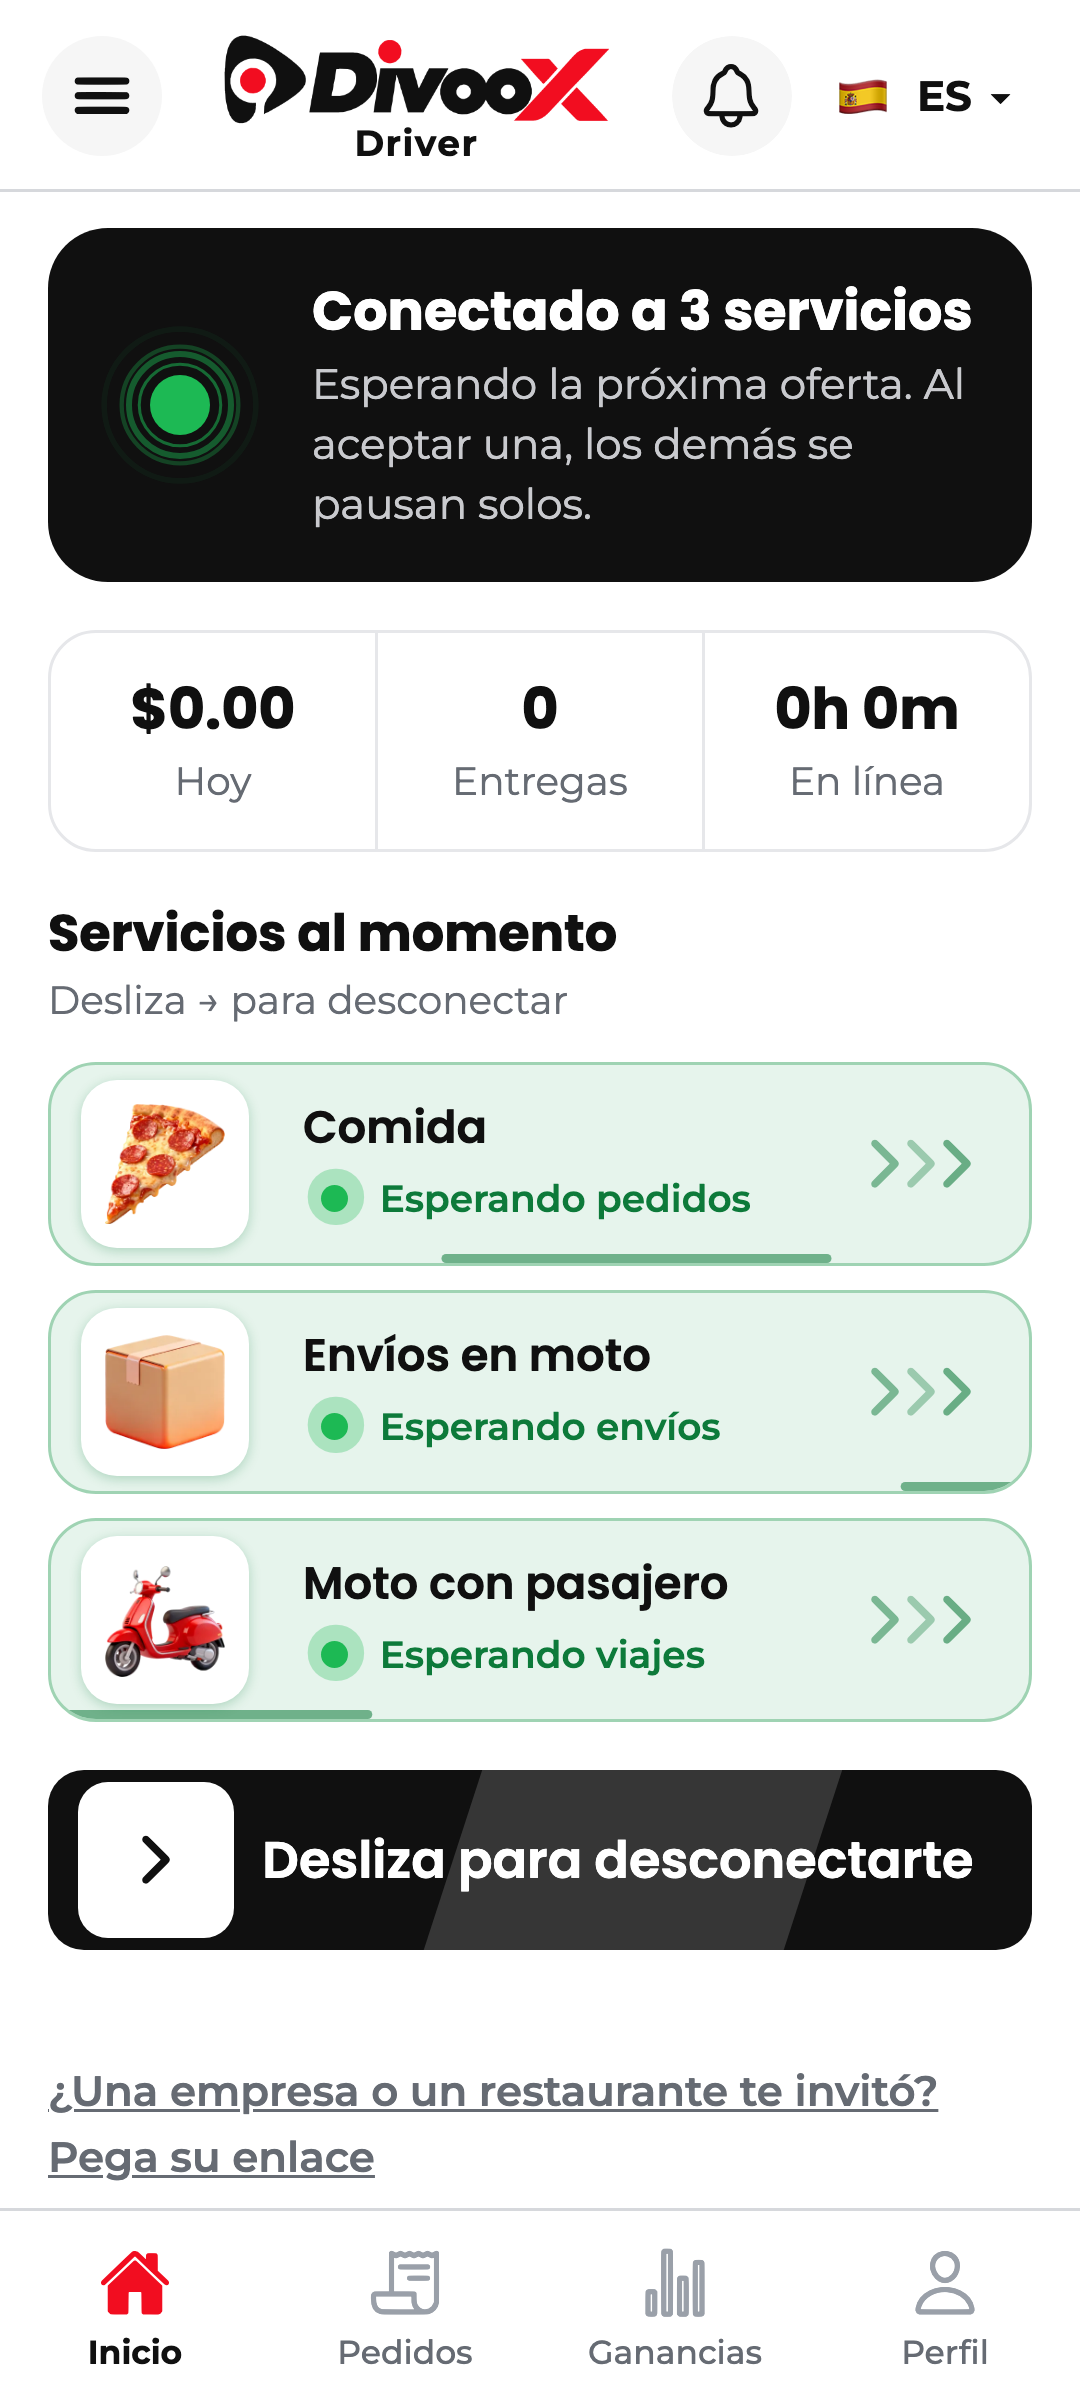 DivooX
Driver
ES
Conectado a 3 servicios
Esperando la próxima oferta. Al
aceptar una, los demás se
pausan solos.
$0.00
Hoy
0
Entregas
0h 0m
En línea
Servicios al momento
Desliza → para desconectar
Comida
Esperando pedidos
Envíos en moto
Esperando envíos
Moto con pasajero
Esperando viajes
Desliza para desconectarte
¿Una empresa o un restaurante te invitó?
Pega su enlace
Inicio
Pedidos
Ganancias
Perfil